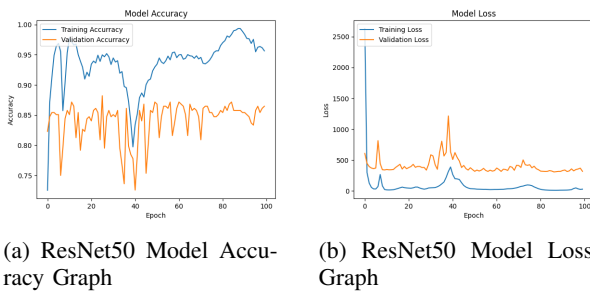 Model Accuracy
Training Accurracy
Validation Accurracy
1.00
0.95
0.90
0.85
0.80
0.75
Accuracy
0 20 40 60 80 100
Epoch
Model Loss
Training Loss
Validation Loss
2500
2000
1500
1000
500
0
Loss
0 20 40 60 80 100
Epoch
(a) ResNet50 Model Accu-
racy Graph
(b) ResNet50 Model Loss
Graph